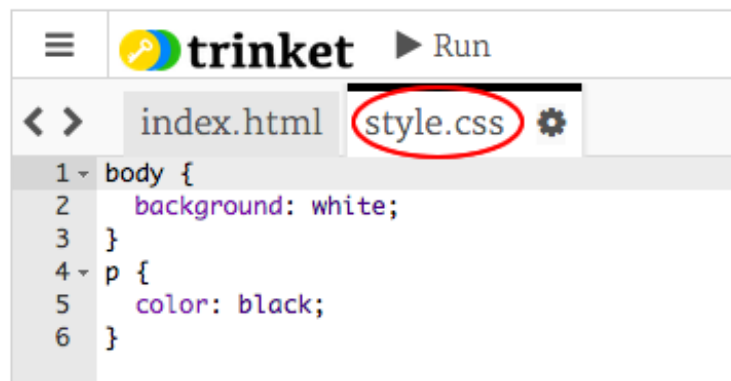 trinket Run
index.html style.css
1 body {
2   background: white;
3 }
4 p {
5   color: black;
6 }